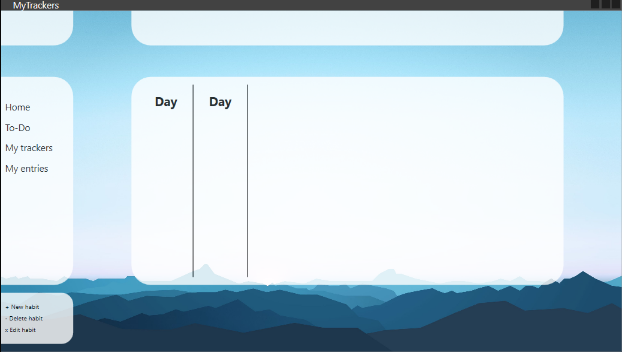 MyTrackers
Day Day
Home
To-Do
My trackers
My entries
+ New habit
- Delete habit
x Edit habit